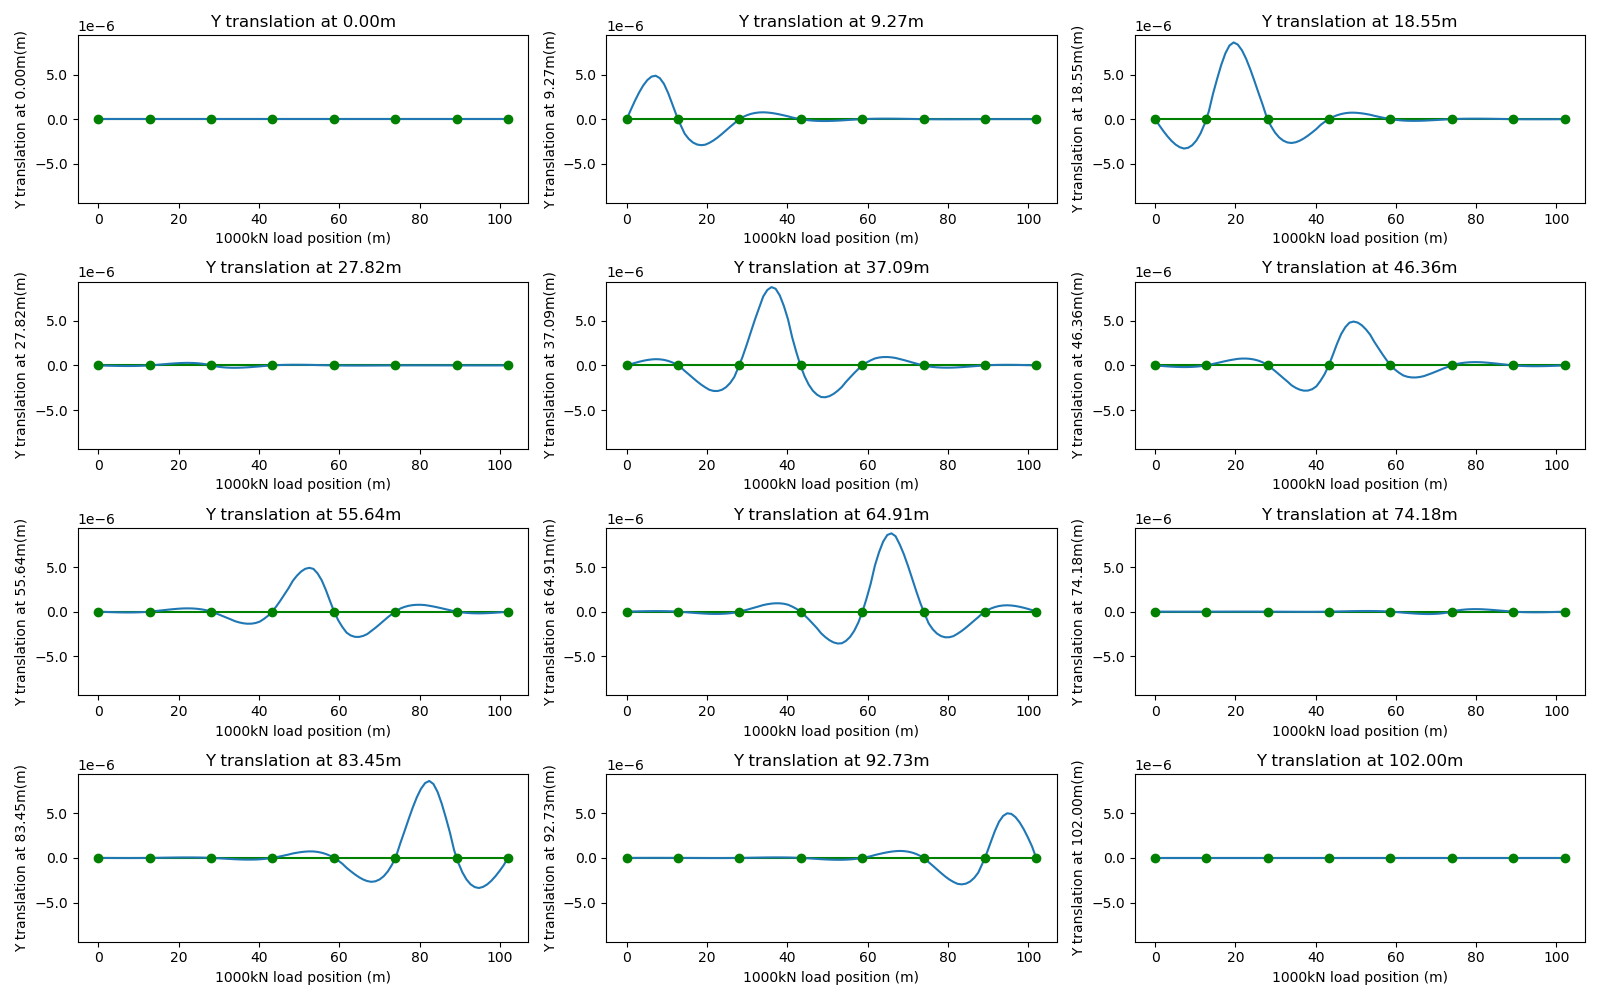 Y translation at 0.00m
1e−6
Y translation at 0.00m(m)
5.0
0.0
−5.0
0 20 40 60 80 100
1000kN load position (m)
Y translation at 9.27m
1e−6
Y translation at 9.27m(m)
5.0
0.0
−5.0
0 20 40 60 80 100
1000kN load position (m)
Y translation at 18.55m
1e−6
Y translation at 18.55m(m)
5.0
0.0
−5.0
0 20 40 60 80 100
1000kN load position (m)
Y translation at 27.82m
1e−6
Y translation at 27.82m(m)
5.0
0.0
−5.0
0 20 40 60 80 100
1000kN load position (m)
Y translation at 37.09m
1e−6
Y translation at 37.09m(m)
5.0
0.0
−5.0
0 20 40 60 80 100
1000kN load position (m)
Y translation at 46.36m
1e−6
Y translation at 46.36m(m)
5.0
0.0
−5.0
0 20 40 60 80 100
1000kN load position (m)
Y translation at 55.64m
1e−6
Y translation at 55.64m(m)
5.0
0.0
−5.0
0 20 40 60 80 100
1000kN load position (m)
Y translation at 64.91m
1e−6
Y translation at 64.91m(m)
5.0
0.0
−5.0
0 20 40 60 80 100
1000kN load position (m)
Y translation at 74.18m
1e−6
Y translation at 74.18m(m)
5.0
0.0
−5.0
0 20 40 60 80 100
1000kN load position (m)
Y translation at 83.45m
1e−6
Y translation at 83.45m(m)
5.0
0.0
−5.0
0 20 40 60 80 100
1000kN load position (m)
Y translation at 92.73m
1e−6
Y translation at 92.73m(m)
5.0
0.0
−5.0
0 20 40 60 80 100
1000kN load position (m)
Y translation at 102.00m
1e−6
Y translation at 102.00m(m)
5.0
0.0
−5.0
0 20 40 60 80 100
1000kN load position (m)